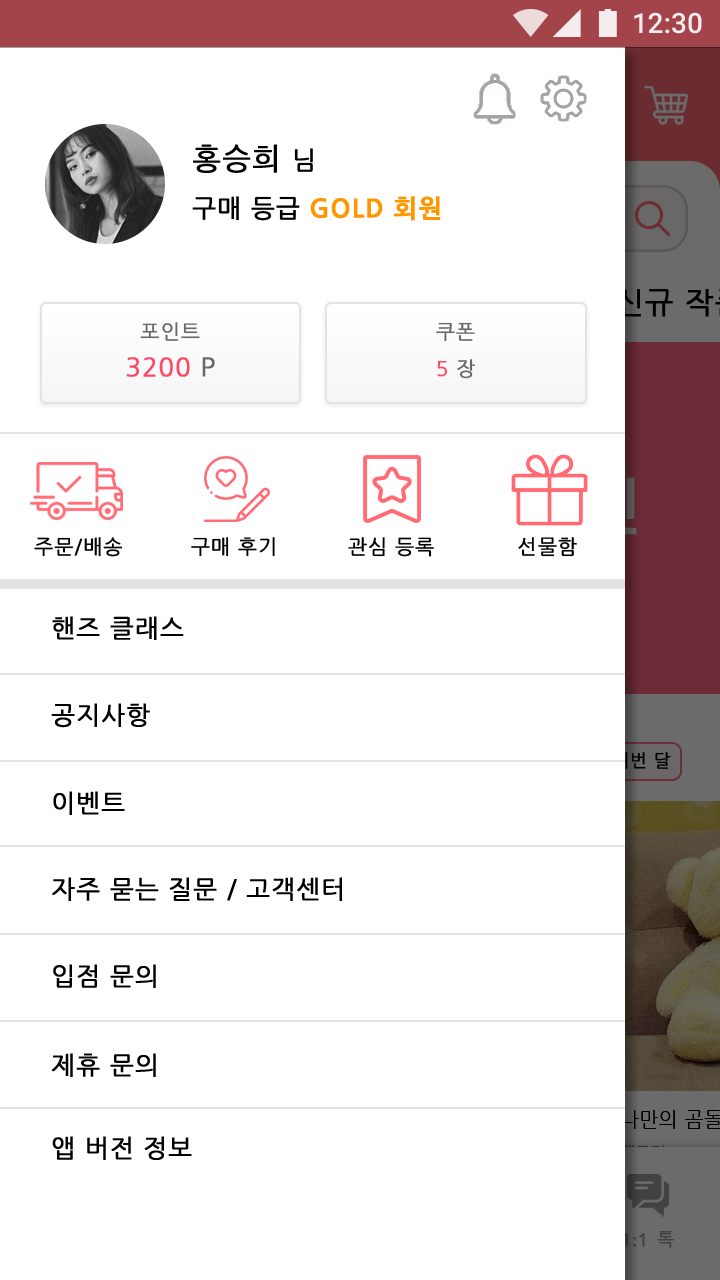 12:30
홍승희 님
구매 등급 GOLD 회원
포인트
3200 P
쿠폰
5 장
주문/배송
구매 후기
관심 등록
선물함
핸즈 클래스
공지사항
이벤트
자주 묻는 질문 / 고객센터
입점 문의
제휴 문의
앱 버전 정보
신규
달
나만의
1:1 톡